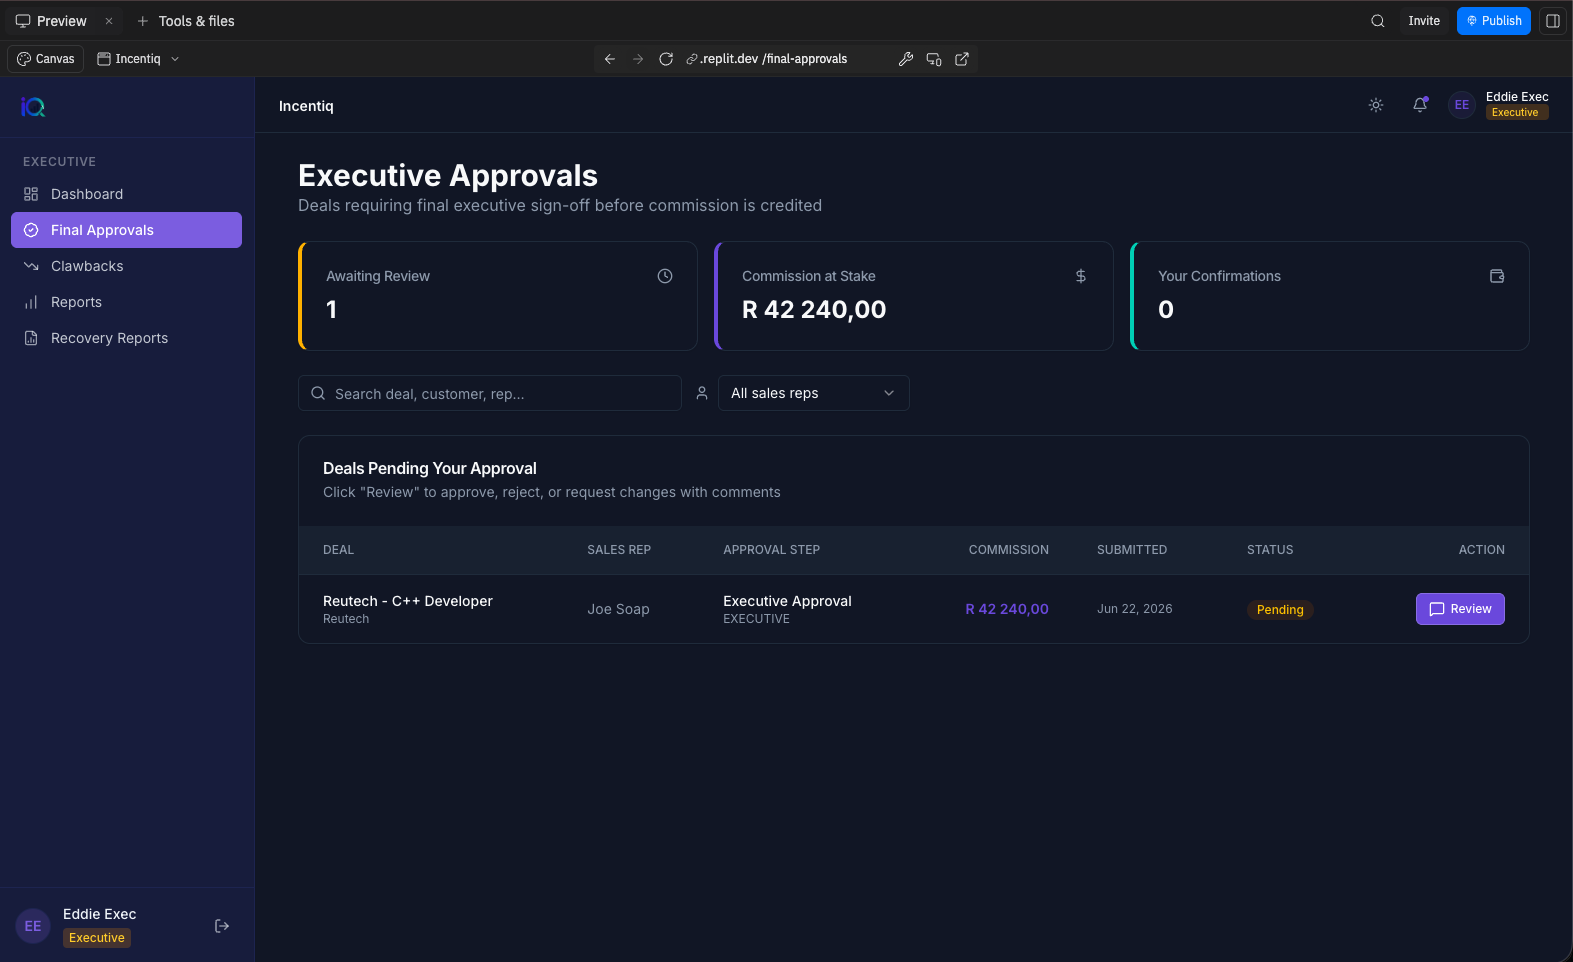 Preview
Tools & files
Invite
Publish
Canvas
Incentiq
.replit.dev /final-approvals
iQ
Incentiq
EE
Eddie Exec
Executive
EXECUTIVE
Dashboard
Final Approvals
Clawbacks
Reports
Recovery Reports
Executive Approvals
Deals requiring final executive sign-off before commission is credited
Awaiting Review
1
Commission at Stake
$
R 42 240,00
Your Confirmations
0
Search deal, customer, rep...
All sales reps
Deals Pending Your Approval
Click "Review" to approve, reject, or request changes with comments
DEAL SALES REP APPROVAL STEP COMMISSION SUBMITTED STATUS ACTION
Reutech - C++ Developer
Reutech
Joe Soap
Executive Approval
EXECUTIVE
R 42 240,00
Jun 22, 2026
Pending
Review
EE
Eddie Exec
Executive